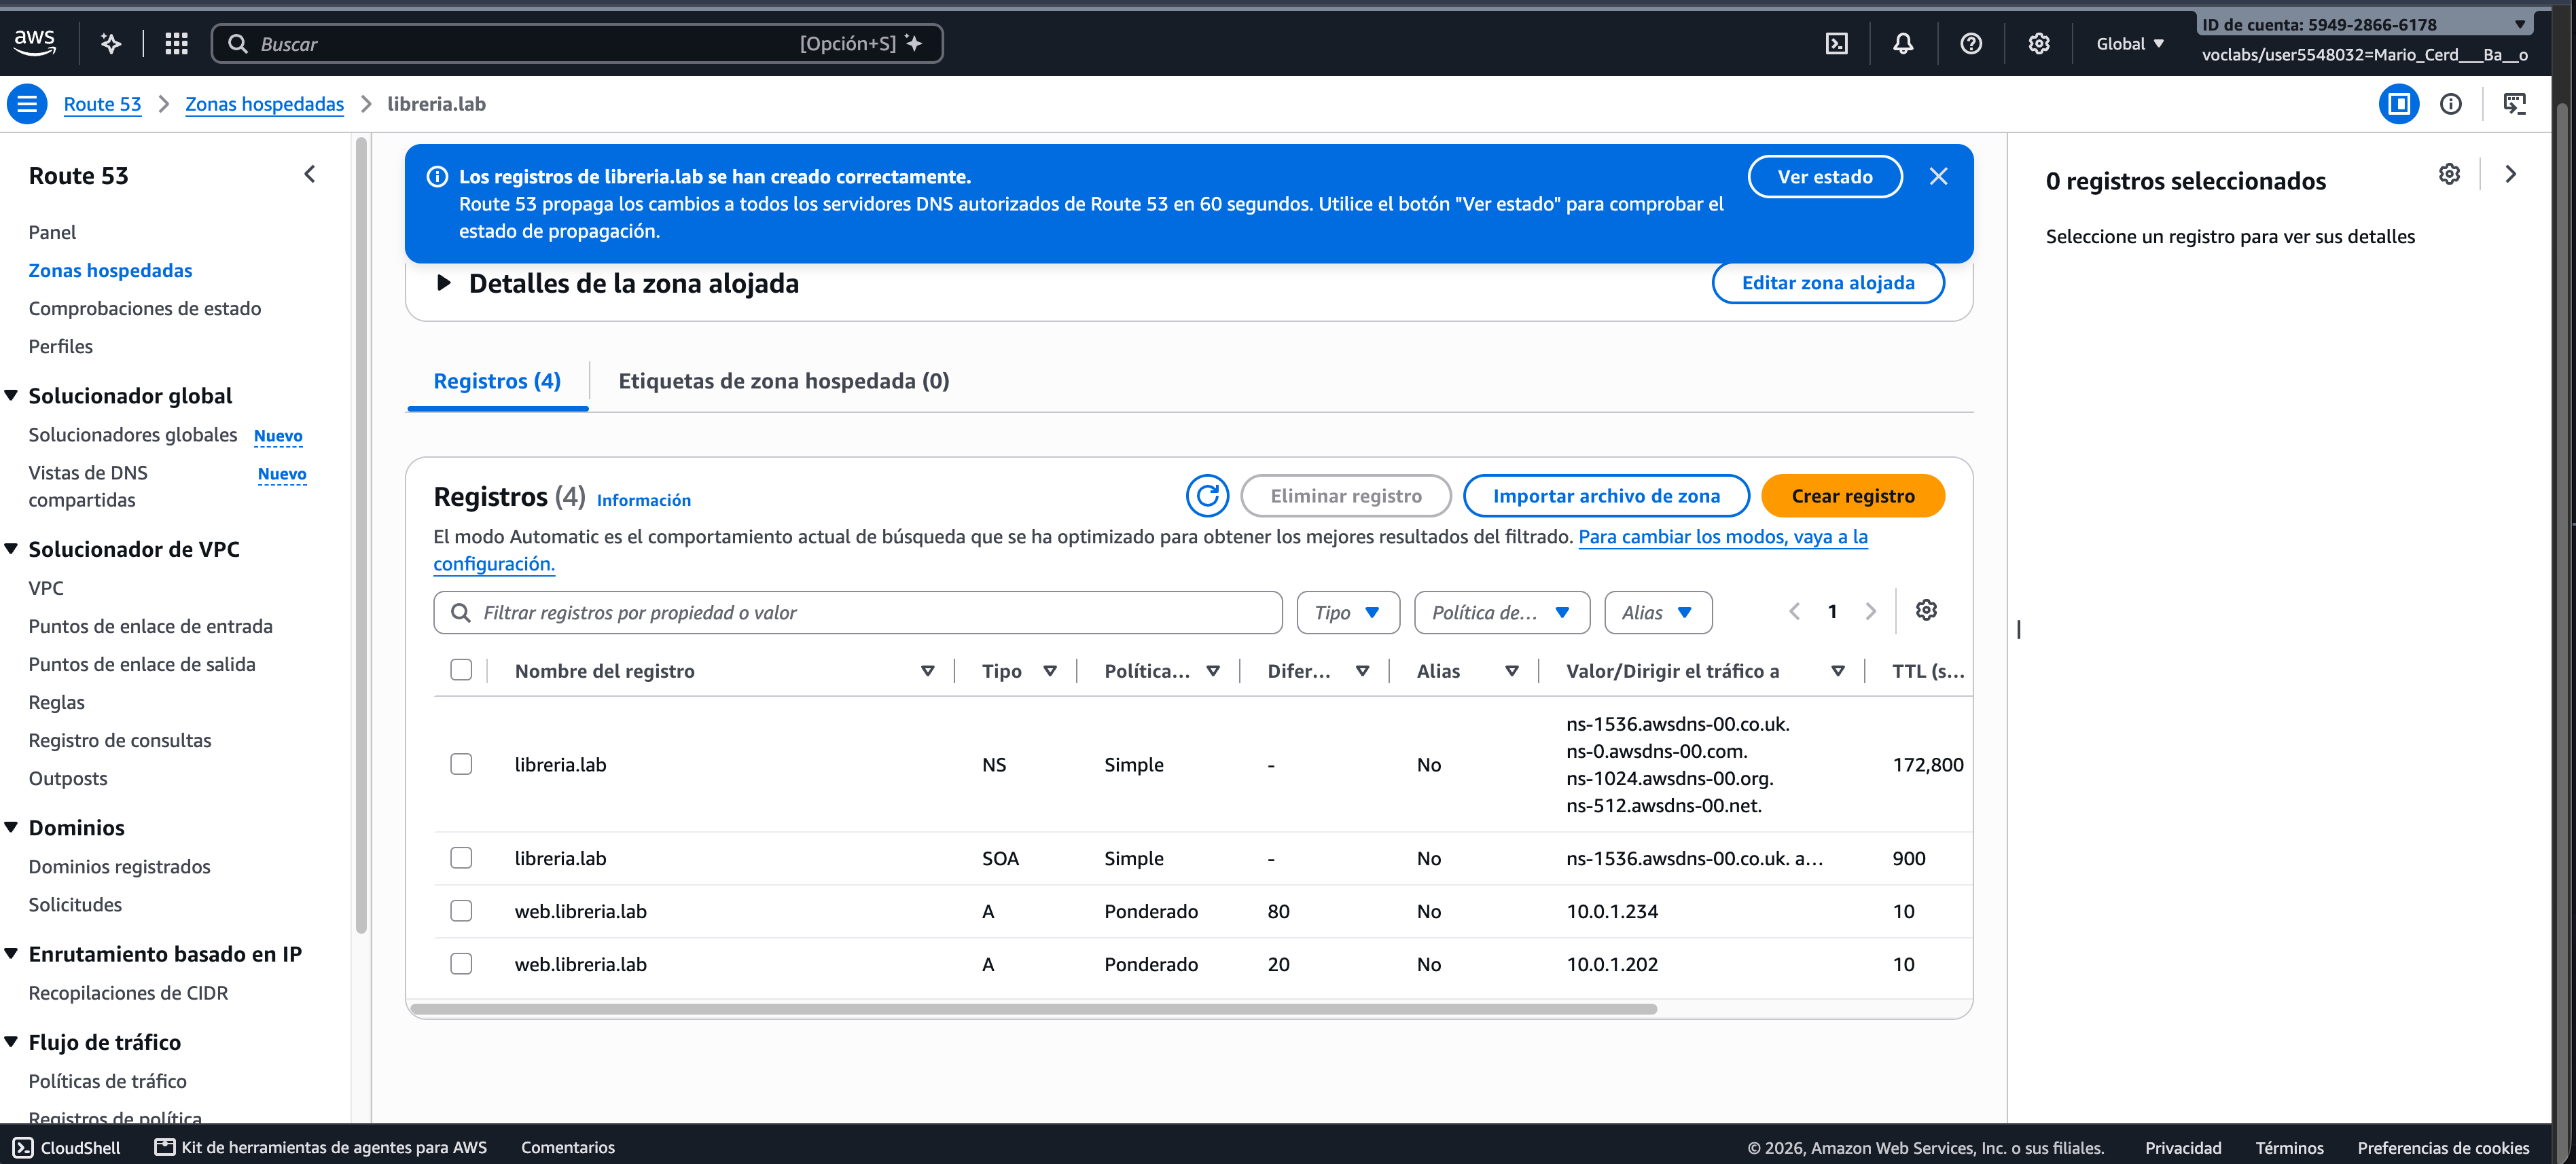 aws
Buscar
[Opción+S]
Global
ID de cuenta: 5949-2866-6178
voclabs/user5548032=Mario_Cerd___Ba__o
Route 53
Zonas hospedadas
libreria.lab
Route 53
Panel
Zonas hospedadas
Comprobaciones de estado
Perfiles
Solucionador global
Solucionadores globales Nuevo
Vistas de DNS compartidas Nuevo
Solucionador de VPC
VPC
Puntos de enlace de entrada
Puntos de enlace de salida
Reglas
Registro de consultas
Outposts
Dominios
Dominios registrados
Solicitudes
Enrutamiento basado en IP
Recopilaciones de CIDR
Flujo de tráfico
Políticas de tráfico
Registros de política
Los registros de libreria.lab se han creado correctamente.
Route 53 propaga los cambios a todos los servidores DNS autorizados de Route 53 en 60 segundos. Utilice el botón "Ver estado" para comprobar el
estado de propagación.
Ver estado
Detalles de la zona alojada
Editar zona alojada
Registros (4)
Etiquetas de zona hospedada (0)
Registros (4) Información
Eliminar registro
Importar archivo de zona
Crear registro
El modo Automatic es el comportamiento actual de búsqueda que se ha optimizado para obtener los mejores resultados del filtrado. Para cambiar los modos, vaya a la
configuración.
Filtrar registros por propiedad o valor
Tipo
Política de...
Alias
1
Nombre del registro Tipo Política... Difer... Alias Valor/Dirigir el tráfico a TTL (s...
ns-1536.awsdns-00.co.uk.
ns-0.awsdns-00.com.
libreria.lab NS Simple - No 172,800
ns-1024.awsdns-00.org.
ns-512.awsdns-00.net.
libreria.lab SOA Simple - No ns-1536.awsdns-00.co.uk. a... 900
web.libreria.lab A Ponderado 80 No 10.0.1.234 10
web.libreria.lab A Ponderado 20 No 10.0.1.202 10
0 registros seleccionados
Seleccione un registro para ver sus detalles
CloudShell
Kit de herramientas de agentes para AWS
Comentarios
© 2026, Amazon Web Services, Inc. o sus filiales.
Privacidad
Términos
Preferencias de cookies